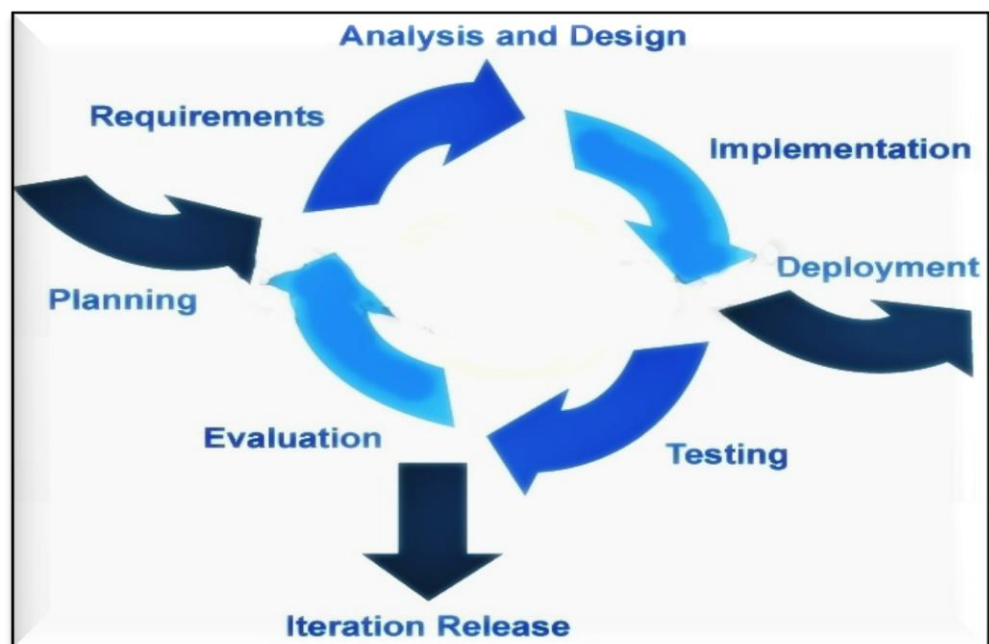 Analysis and Design
Requirements
Implementation
Deployment
Planning
Evaluation
Testing
Iteration Release